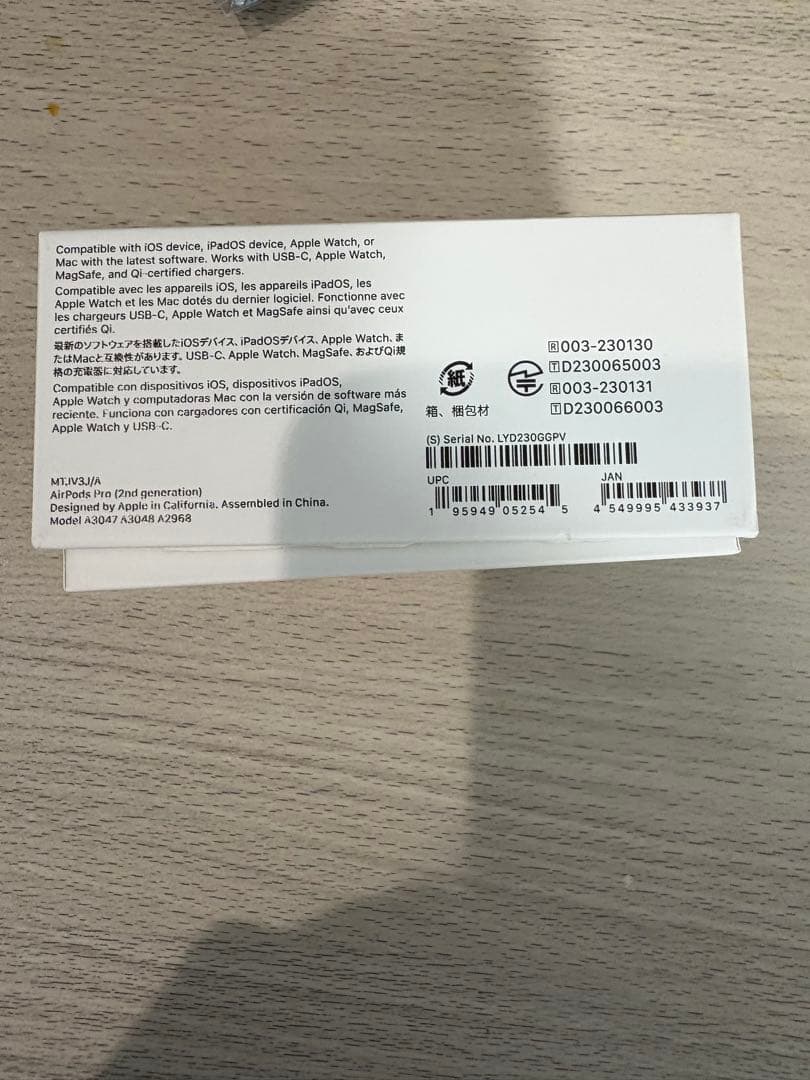 Compatible with iOS device, iPadOS device, Apple Watch, or
Mac with the latest software. Works with USB-C, Apple Watch,
MagSafe, and Qi-certified chargers.
Compatible avec les appareils iOS, les appareils iPadOS, les
Apple Watch et les Mac dotés du dernier logiciel. Fonctionne avec
les chargeurs USB-C, Apple Watch et MagSafe ainsi qu'avec ceux
certifiés Qi.
最新のソフトウェアを搭載したiOSデバイス、iPadOSデバイス、Apple Watch、ま
たはMacと互換性があります。USB-C、Apple Watch、MagSafe、およびQi規
格の充電器に対応しています。
Compatible con dispositivos iOS, dispositivos iPadOS,
Apple Watch y computadoras Mac con la versión de software más
reciente. Funciona con cargadores con certificación Qi, MagSafe,
Apple Watch y USB-C.
MTJV3J/A
AirPods Pro (2nd generation)
Designed by Apple in California. Assembled in China.
Model A3047 A3048 A2968
紙
箱、梱包材
R 003-230130
T D230065003
R 003-230131
T D230066003
(S) Serial No. LYD230GGPV
UPC
1 95949 05254 5
JAN
4 549995 433937